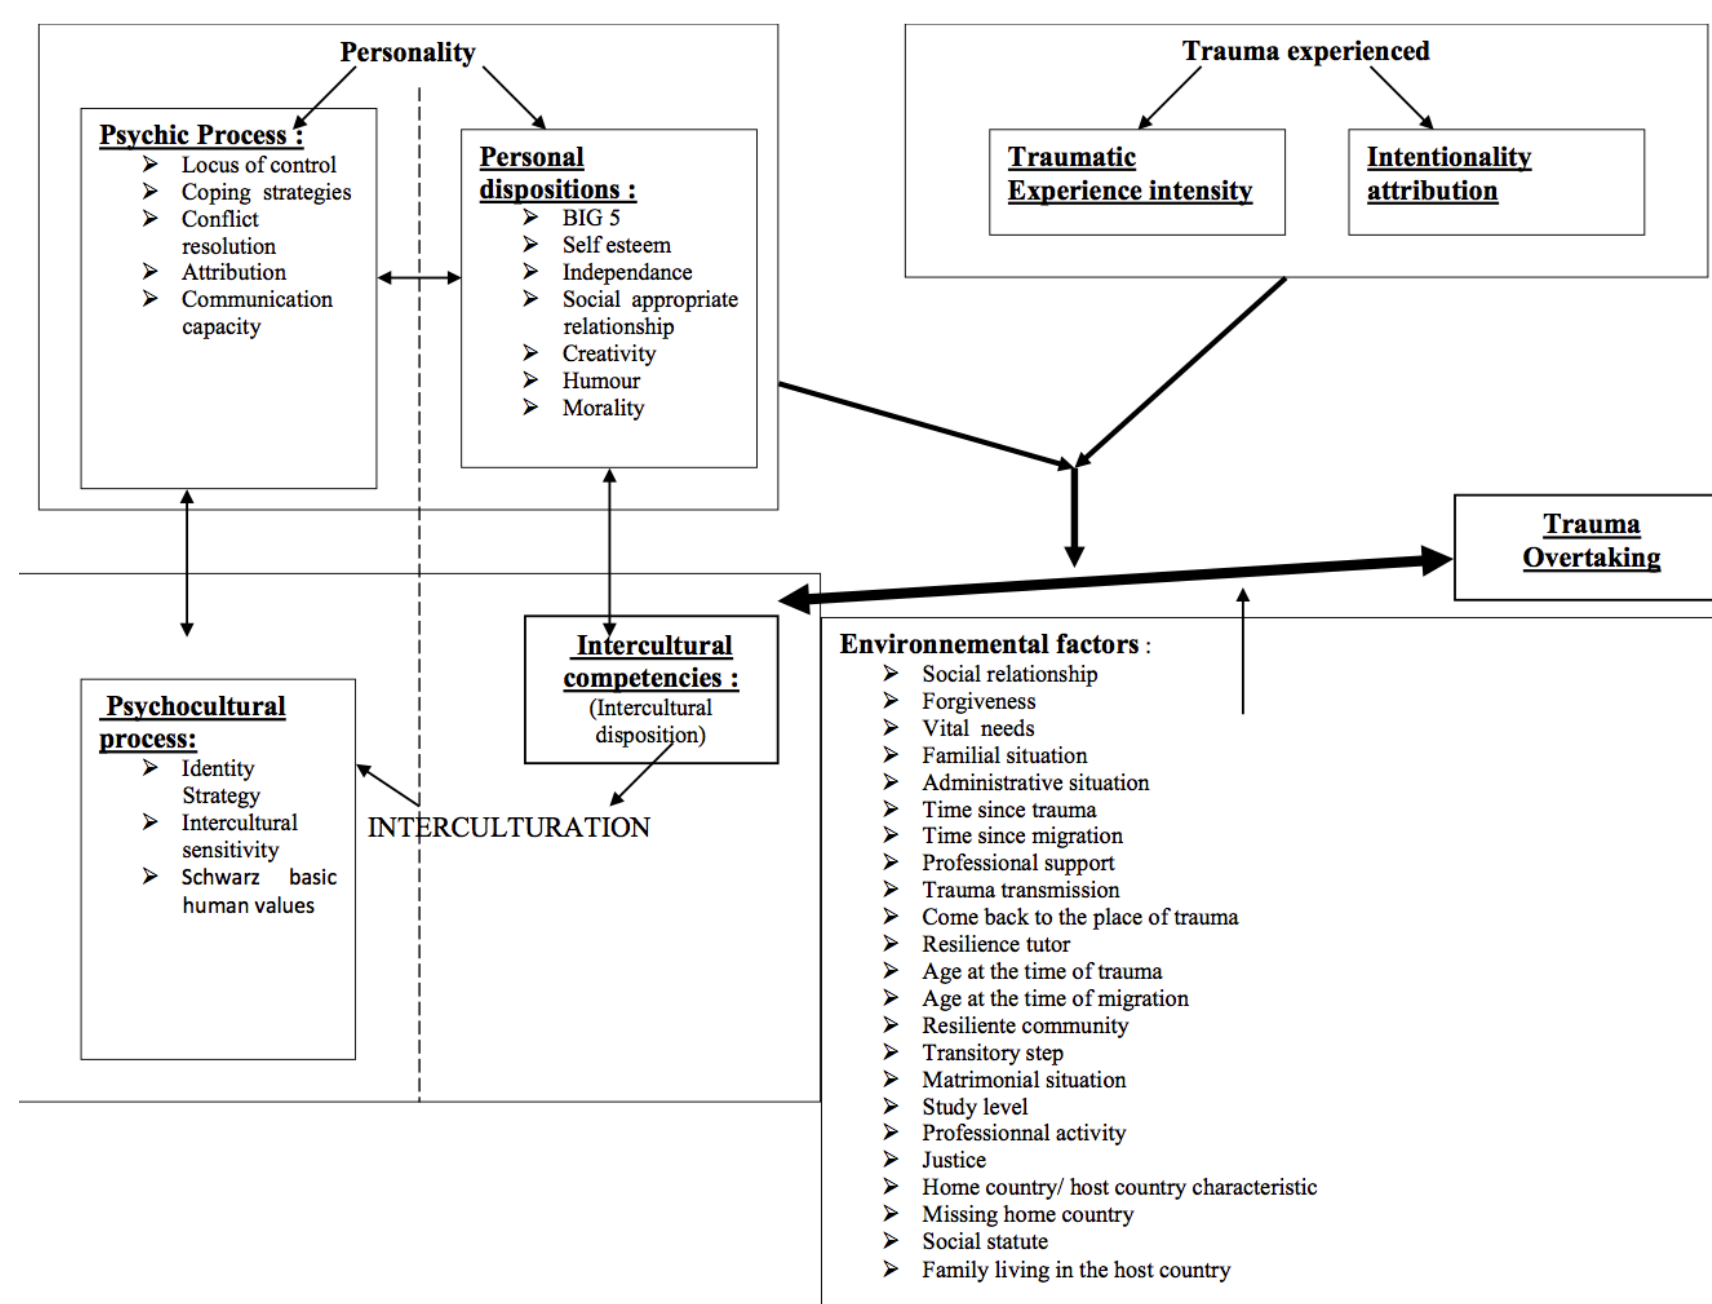 Personality
Psychic Process :
➢ Locus of control
➢ Coping strategies
➢ Conflict
resolution
➢ Attribution
➢ Communication
capacity
Personal
dispositions :
➢ BIG 5
➢ Self esteem
➢ Independance
➢ Social appropriate
relationship
➢ Creativity
➢ Humour
➢ Morality
Trauma experienced
Traumatic
Experience intensity
Intentionality
attribution
Trauma
Overtaking
Intercultural
competencies :
(Intercultural
disposition)
Psychocultural
process:
➢ Identity
Strategy
➢ Intercultural
sensitivity
➢ Schwarz basic
human values
INTERCULTURATION
Environnemental factors :
➢ Social relationship
➢ Forgiveness
➢ Vital needs
➢ Familial situation
➢ Administrative situation
➢ Time since trauma
➢ Time since migration
➢ Professional support
➢ Trauma transmission
➢ Come back to the place of trauma
➢ Resilience tutor
➢ Age at the time of trauma
➢ Age at the time of migration
➢ Resiliente community
➢ Transitory step
➢ Matrimonial situation
➢ Study level
➢ Professionnal activity
➢ Justice
➢ Home country/ host country characteristic
➢ Missing home country
➢ Social statute
➢ Family living in the host country